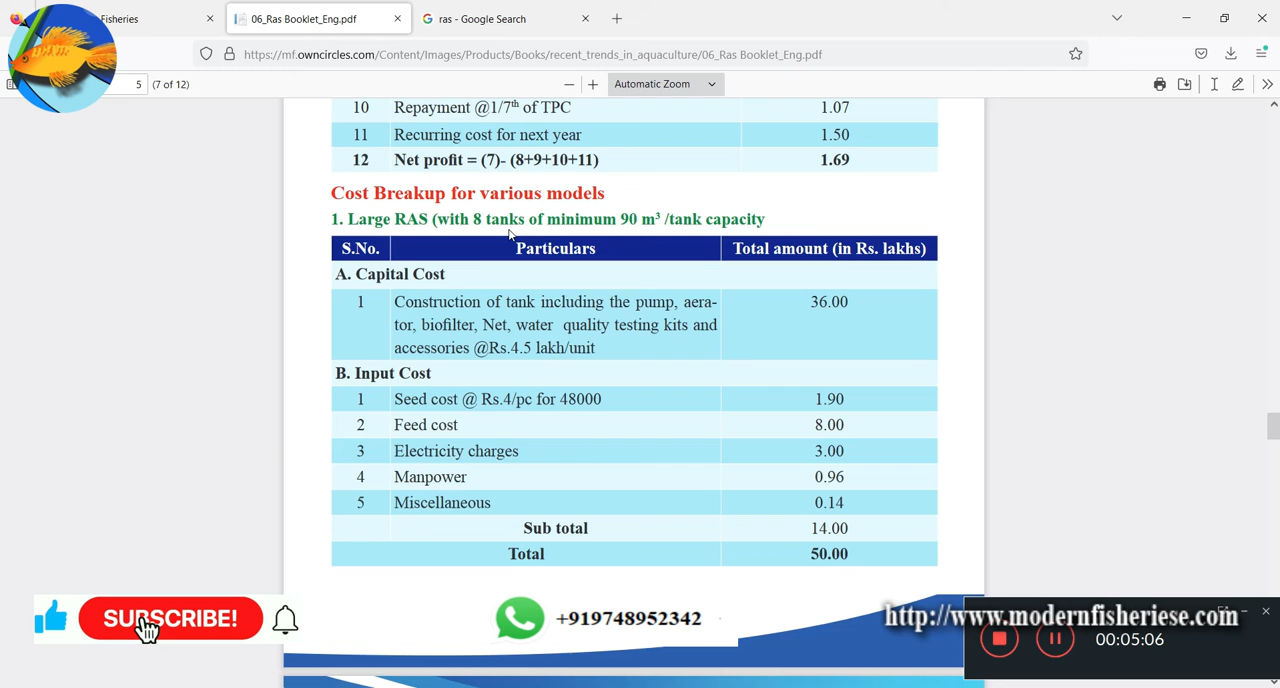 Fisheries
06_Ras Booklet_Eng.pdf
ras - Google Search
https://mf.owncircles.com/Content/Images/Products/Books/recent_trends_in_aquaculture/06_Ras Booklet_Eng.pdf
5 (7 of 12)
Automatic Zoom
10 Repayment @1/7th of TPC 1.07
11 Recurring cost for next year 1.50
12 Net profit = (7)- (8+9+10+11) 1.69
Cost Breakup for various models
1. Large RAS (with 8 tanks of minimum 90 m³ /tank capacity
S.No. Particulars Total amount (in Rs. lakhs)
A. Capital Cost
1 Construction of tank including the pump, aera- 36.00
tor, biofilter, Net, water quality testing kits and
accessories @Rs.4.5 lakh/unit
B. Input Cost
1 Seed cost @ Rs.4/pc for 48000 1.90
2 Feed cost 8.00
3 Electricity charges 3.00
4 Manpower 0.96
5 Miscellaneous 0.14
Sub total 14.00
Total 50.00
SUBSCRIBE!
+919748952342
http://www.modernfisheriese.com
00:05:06